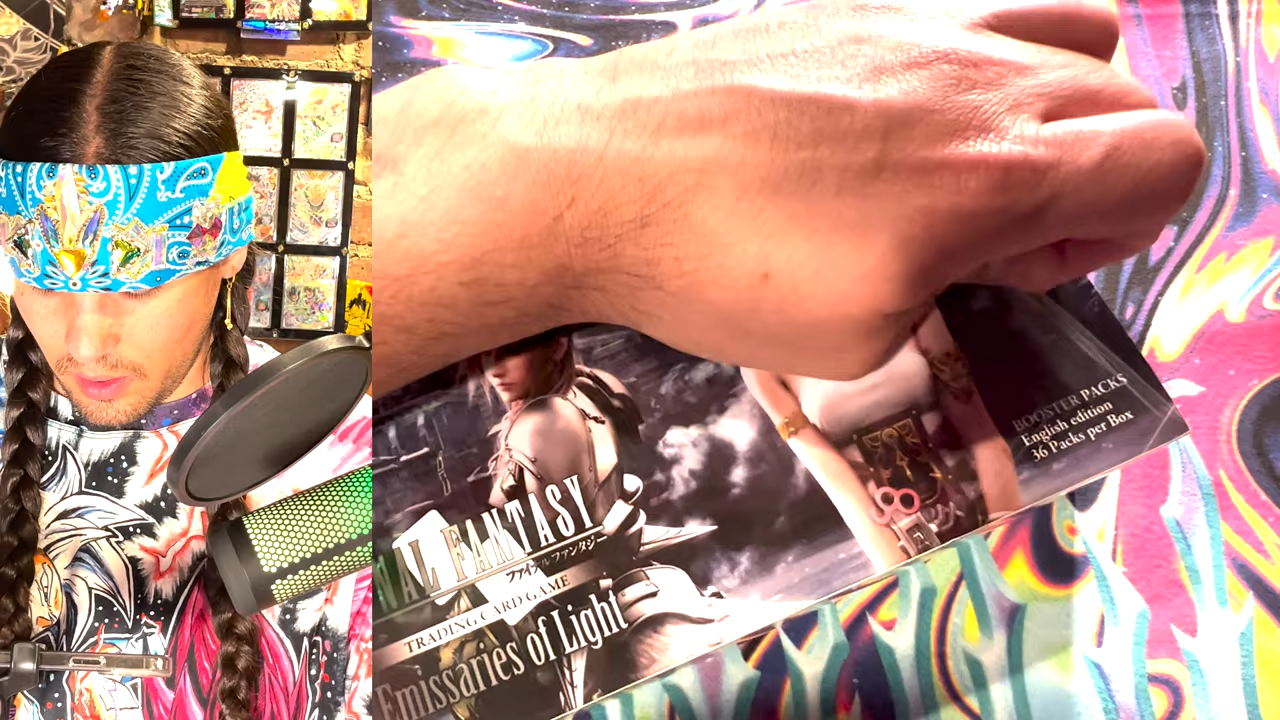 BOOSTER PACKS
English edition
36 Packs per Box
AL FANTASY
ファイナルファンタジー
TRADING CARD GAME
Emissaries of Light